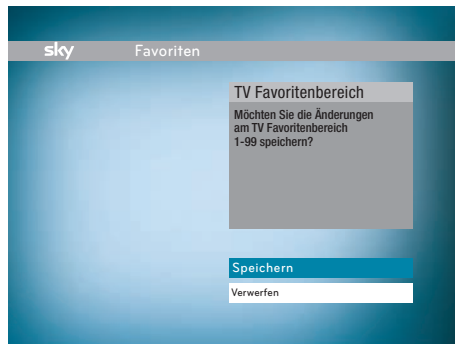 sky Favoriten
TV Favoritenbereich
Möchten Sie die Änderungen
am TV Favoritenbereich
1-99 speichern?
Speichern
Verwerfen